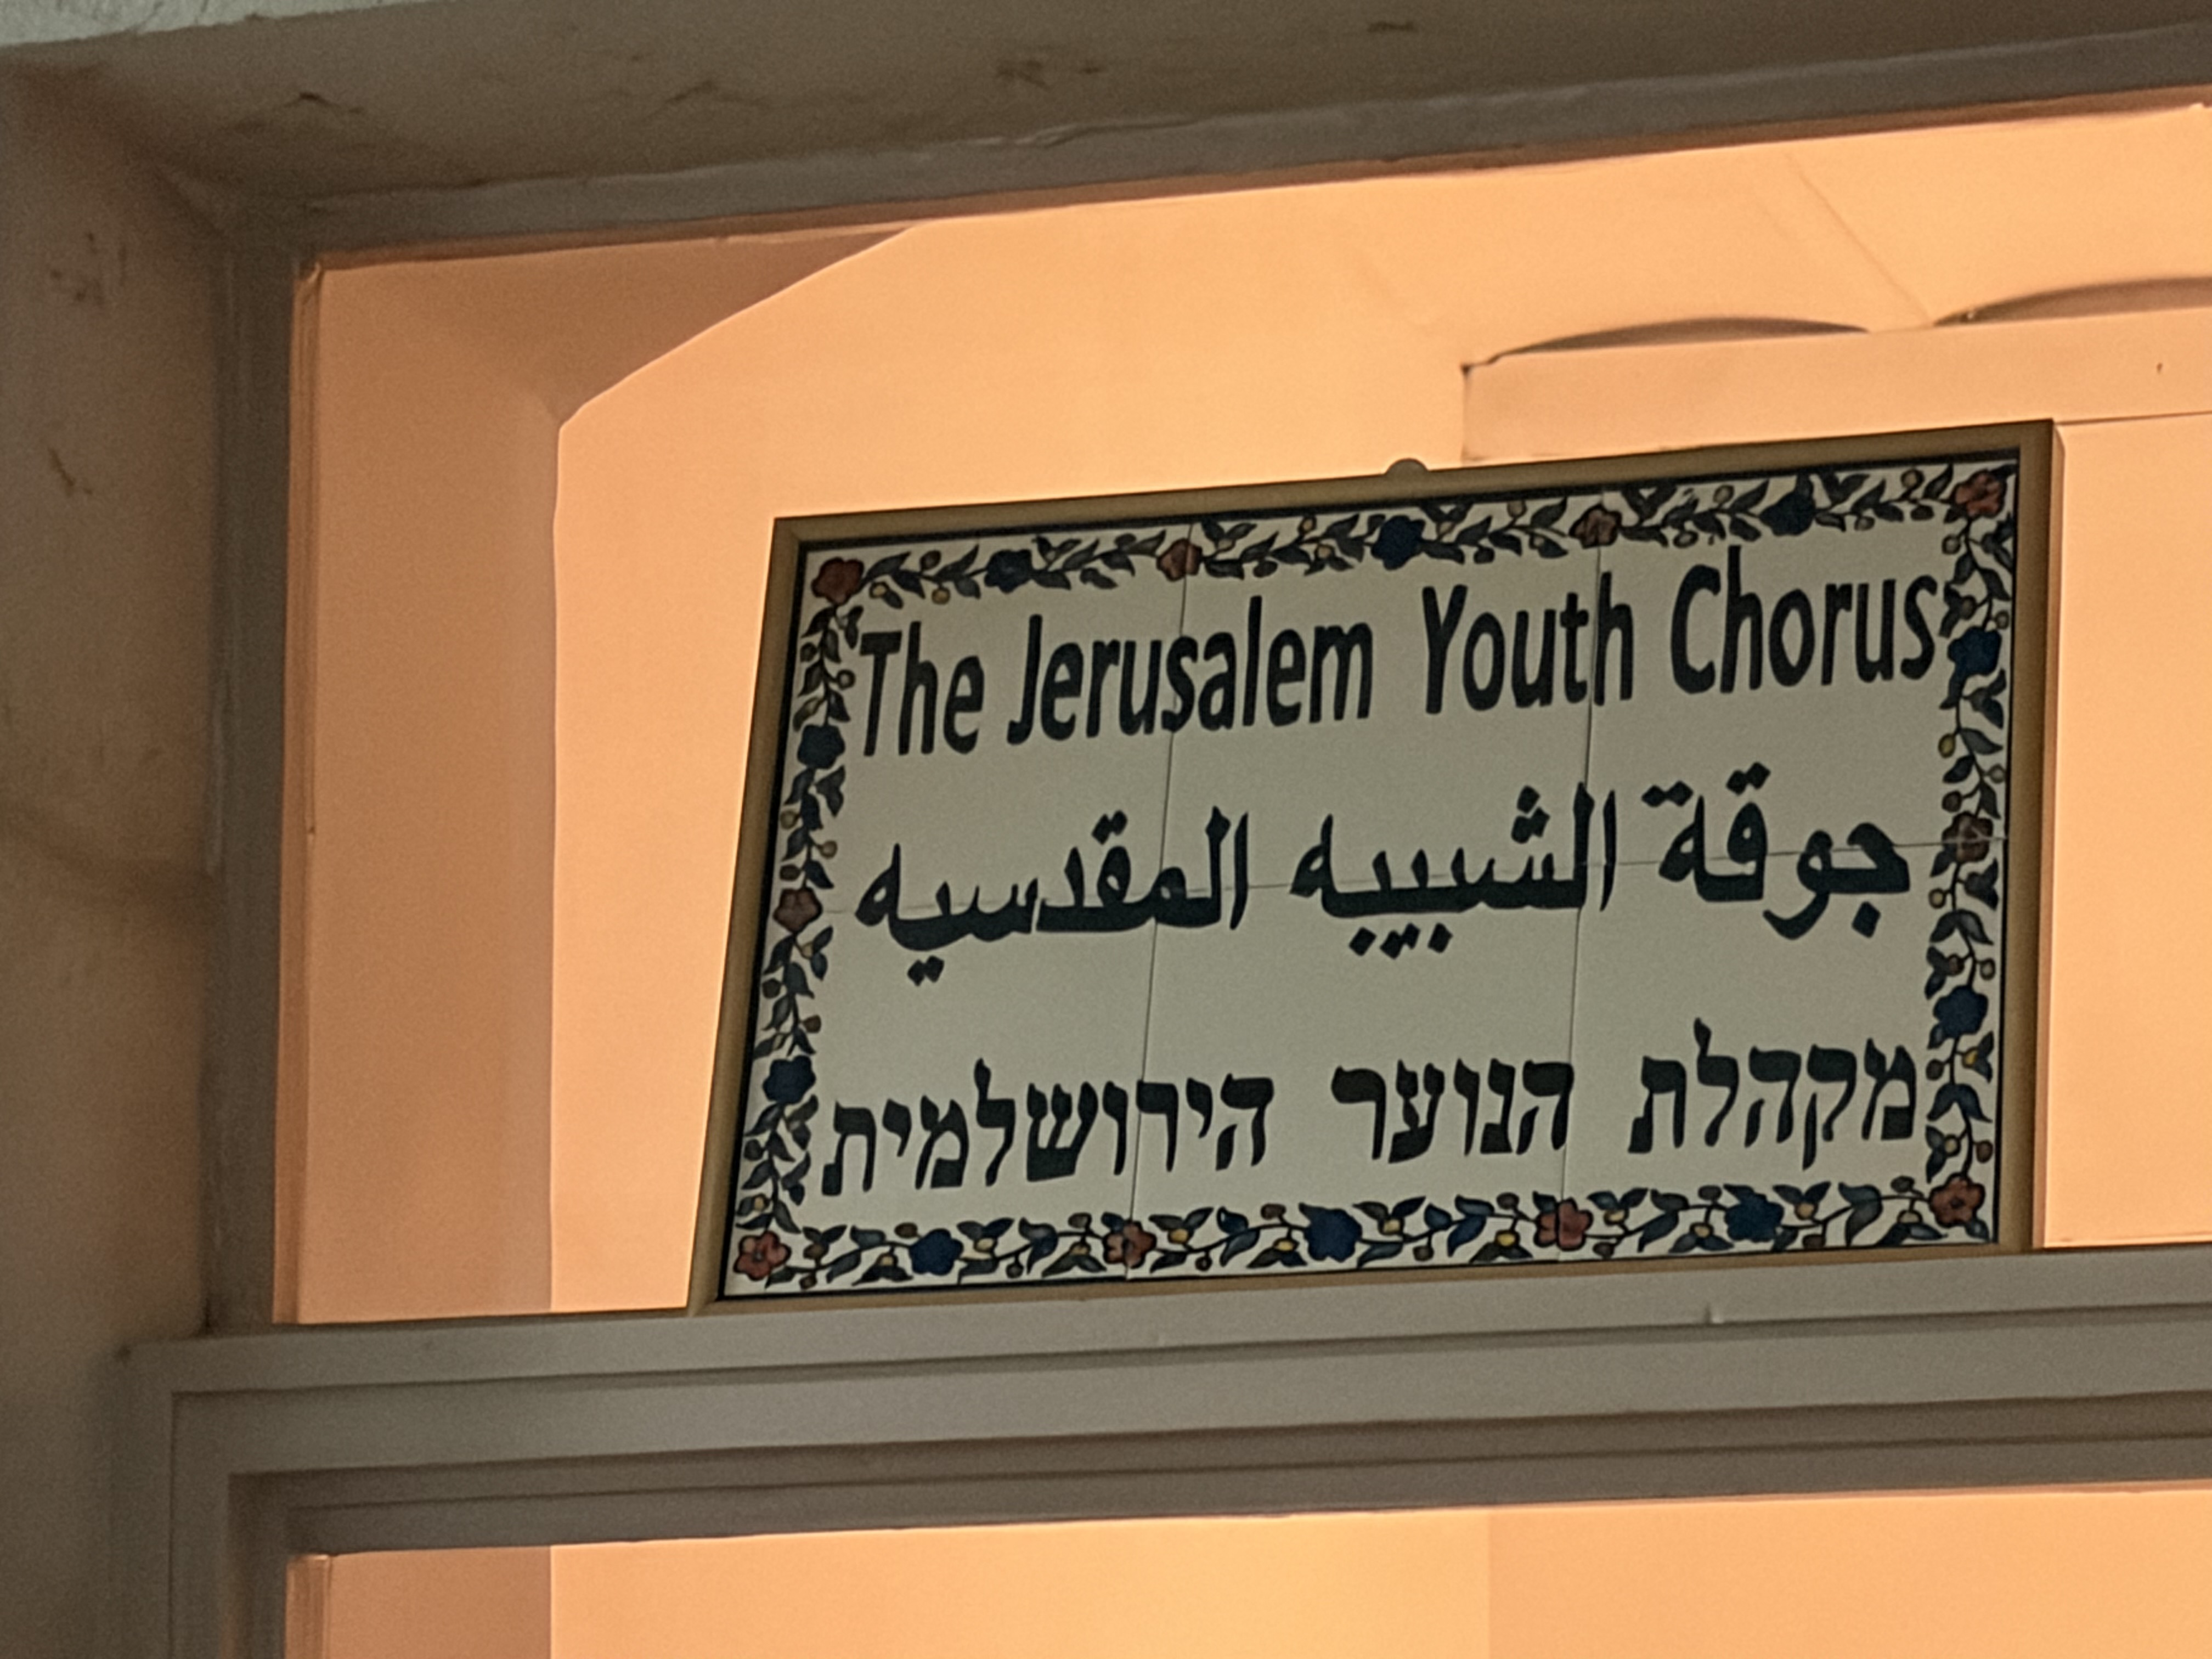 The Jerusalem Youth Chorus
جوقة الشبيبه المقدسيه
מקהלת הנוער הירושלמית